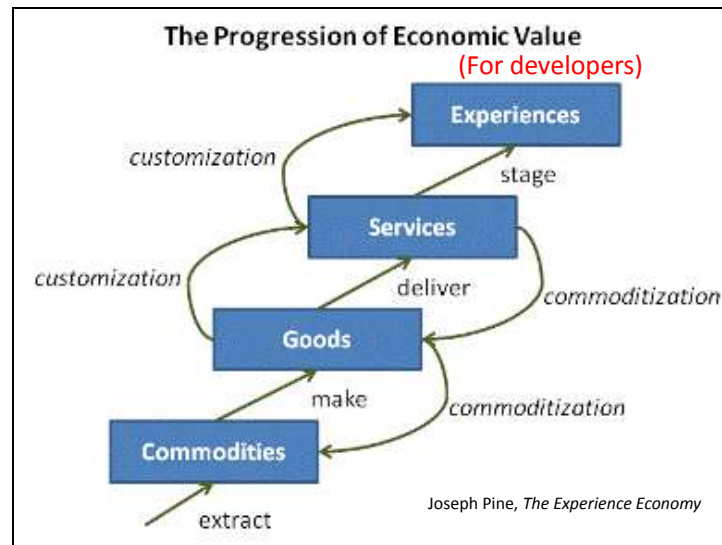 The Progression of Economic Value
(For developers)
Experiences
customization
stage
Services
customization
deliver
commoditization
Goods
make
commoditization
Commodities
extract
Joseph Pine, The Experience Economy